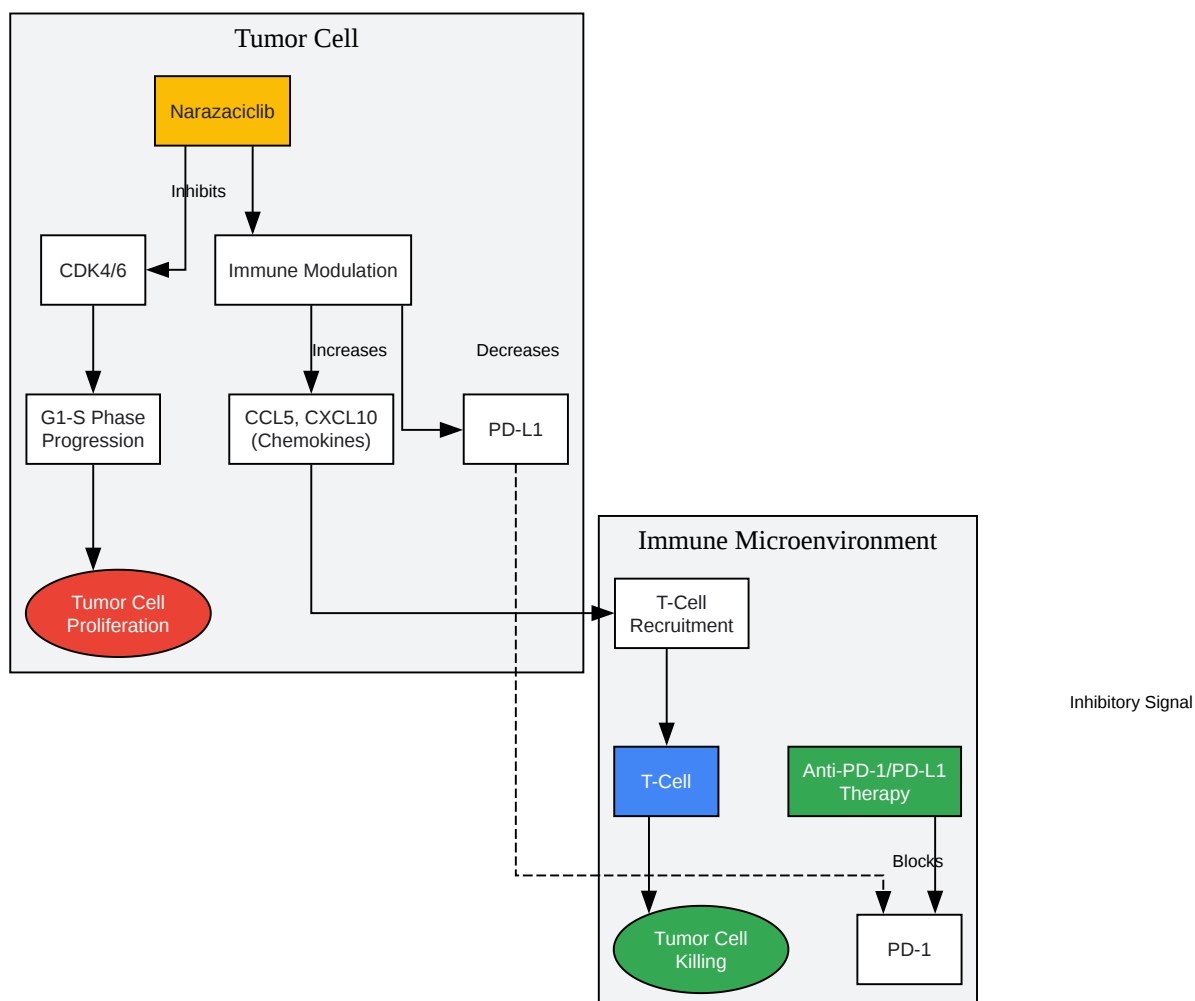 Tumor Cell
Narazaciclib
Inhibits
CDK4/6
Immune Modulation
Increases
Decreases
G1-S Phase
Progression
CCL5, CXCL10
(Chemokines)
PD-L1
Tumor Cell
Proliferation
Immune Microenvironment
T-Cell
Recruitment
Inhibitory Signal
T-Cell
Anti-PD-1/PD-L1
Therapy
Blocks
Tumor Cell
Killing
PD-1